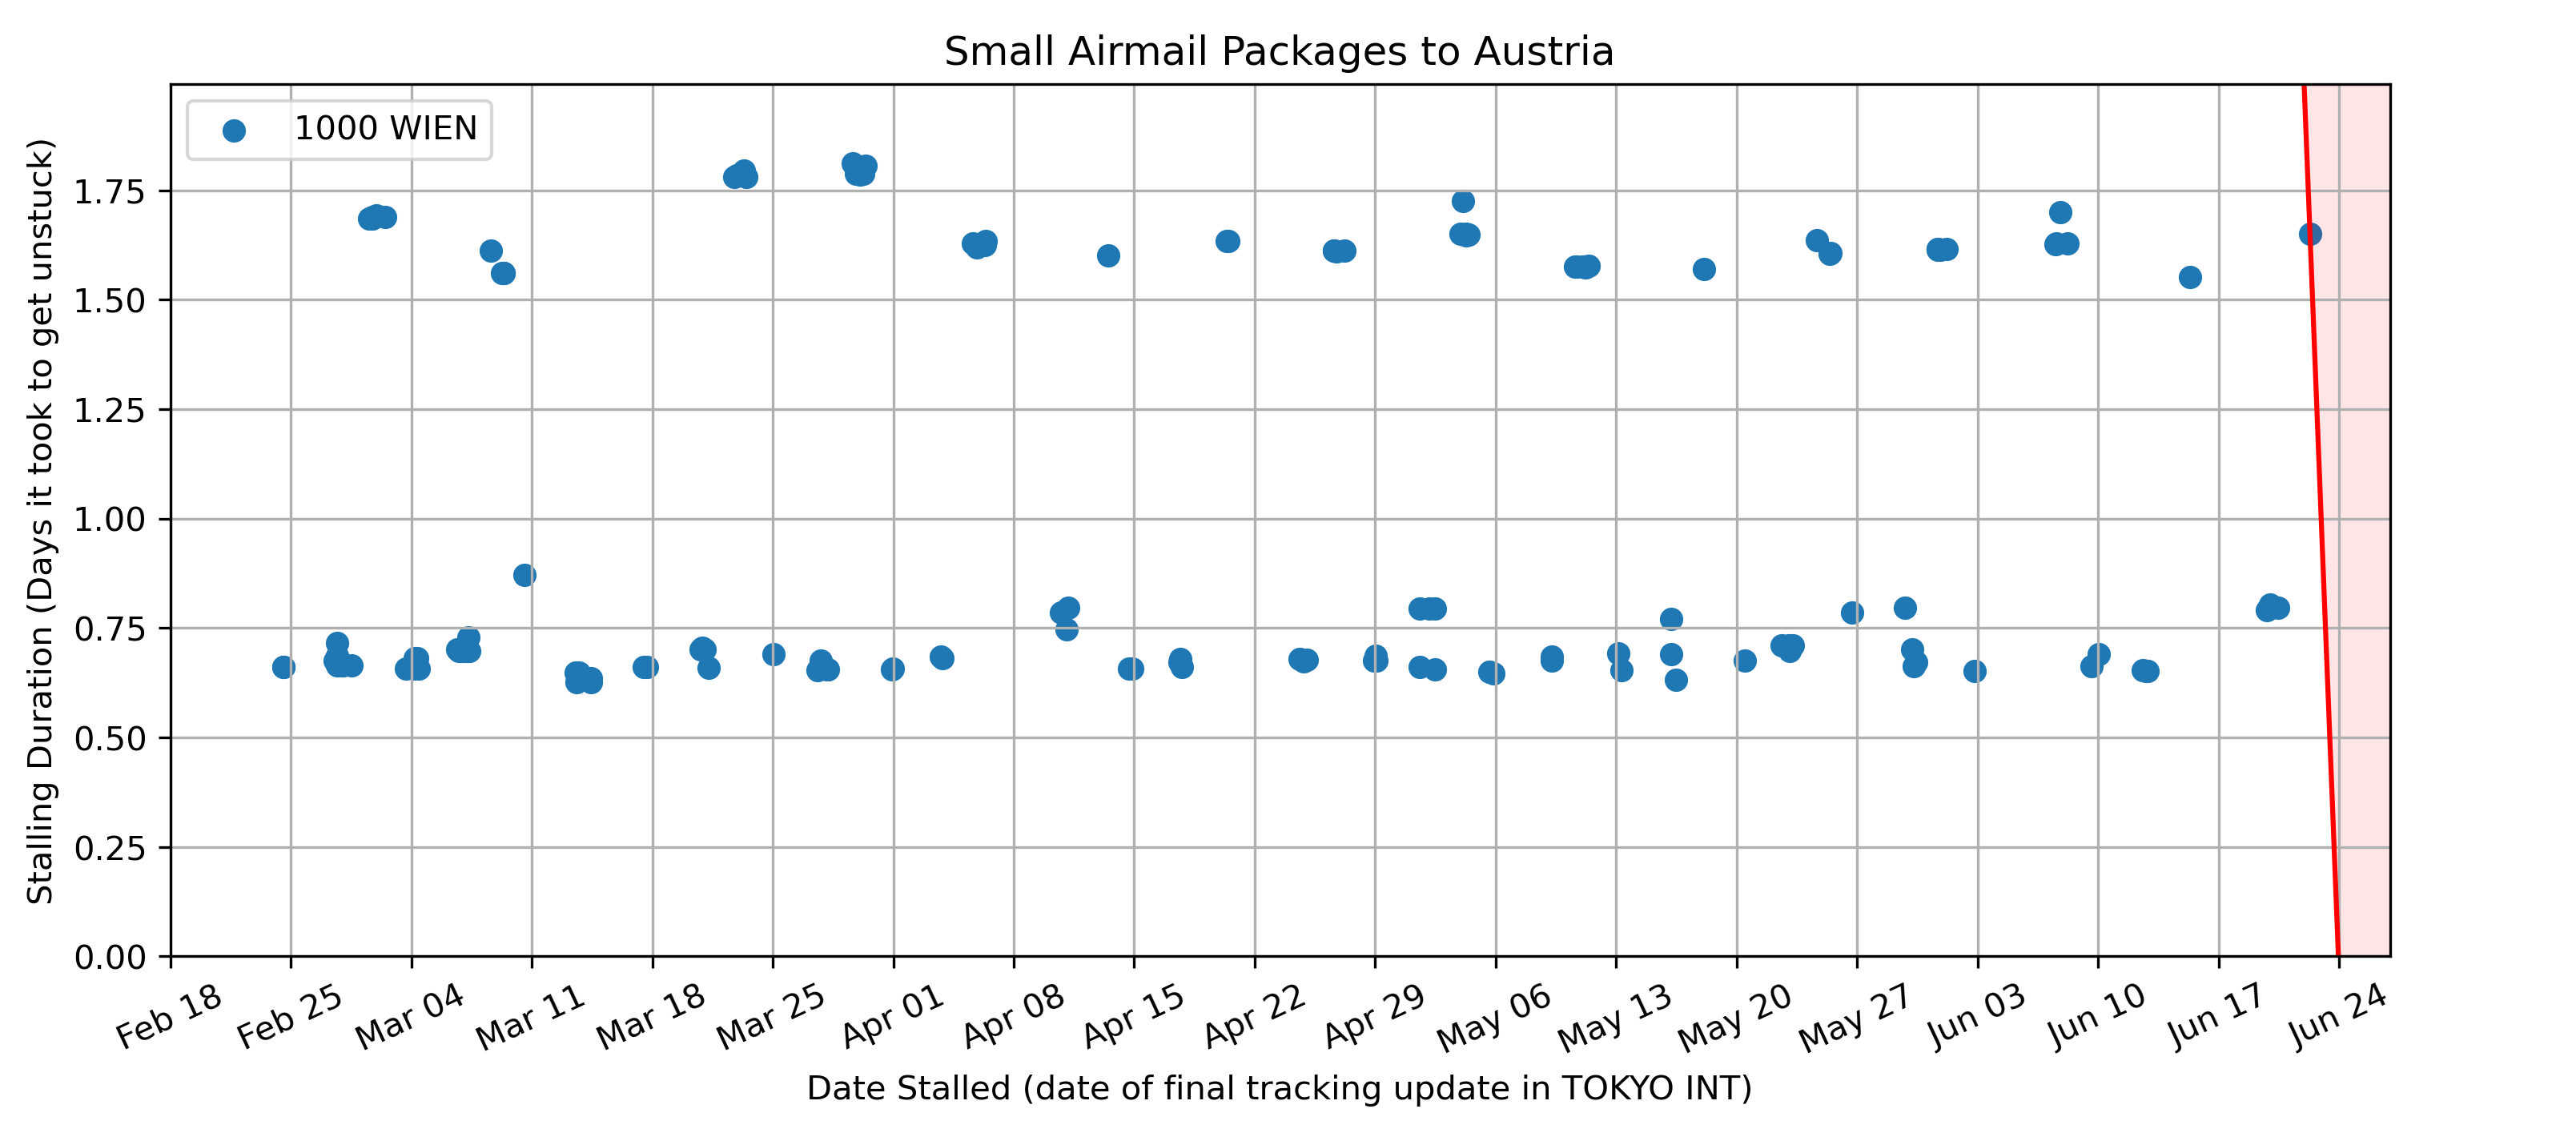 Small Airmail Packages to Austria
1000 WIEN
Stalling Duration (Days it took to get unstuck)
1.75
1.50
1.25
1.00
0.75
0.50
0.25
0.00
Feb 18
Feb 25
Mar 04
Mar 11
Mar 18
Mar 25
Apr 01
Apr 08
Apr 15
Apr 22
Apr 29
May 06
May 13
May 20
May 27
Jun 03
Jun 10
Jun 17
Jun 24
Date Stalled (date of final tracking update in TOKYO INT)